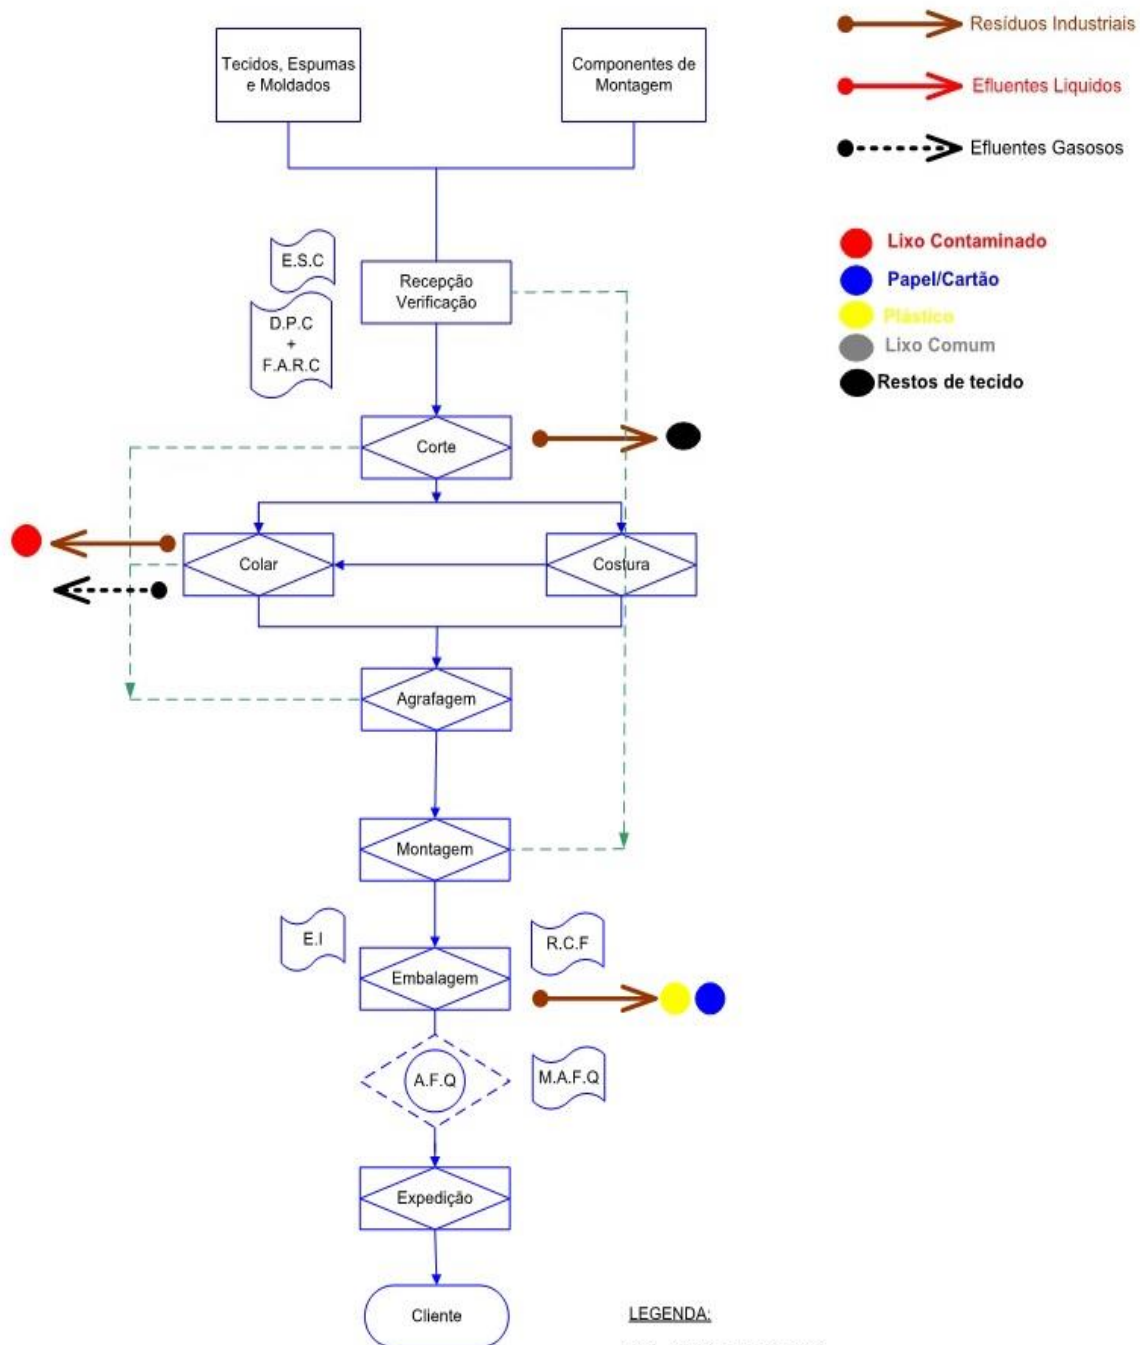 Tecidos, Espumas
e Moldados
Componentes de
Montagem
Resíduos Industriais
Efluentes Liquidos
Efluentes Gasosos
Lixo Contaminado
Papel/Cartão
Plástico
Lixo Comum
Restos de tecido
E.S.C
Recepção
Verificação
D.P.C
+
F.A.R.C
Corte
Colar
Costura
Agrafagem
Montagem
E.I
R.C.F
Embalagem
A.F.Q
M.A.F.Q
Expedição
Cliente
LEGENDA: